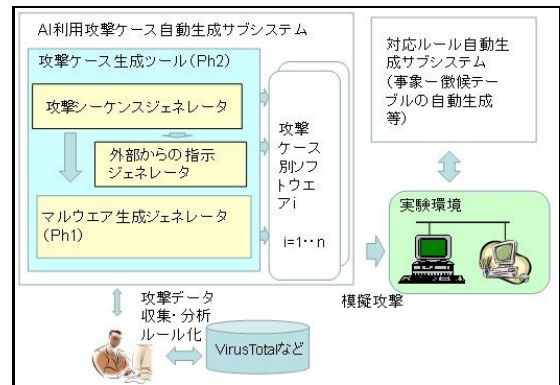 AI利用攻撃ケース自動生成サブシステム
攻撃ケース生成ツール(Ph2)
攻撃シーケンスジェネレータ
外部からの指示
ジェネレータ
マルウエア生成ジェネレータ
(Ph1)
攻撃
ケース
別ソフ
トウエ
アi
i=1‥n
対応ルール自動生
成サブシステム
(事象ー徴候テー
ブルの自動生成
等)
実験環境
模擬攻撃
攻撃データ
収集・分析
ルール化
VirusTotalなど